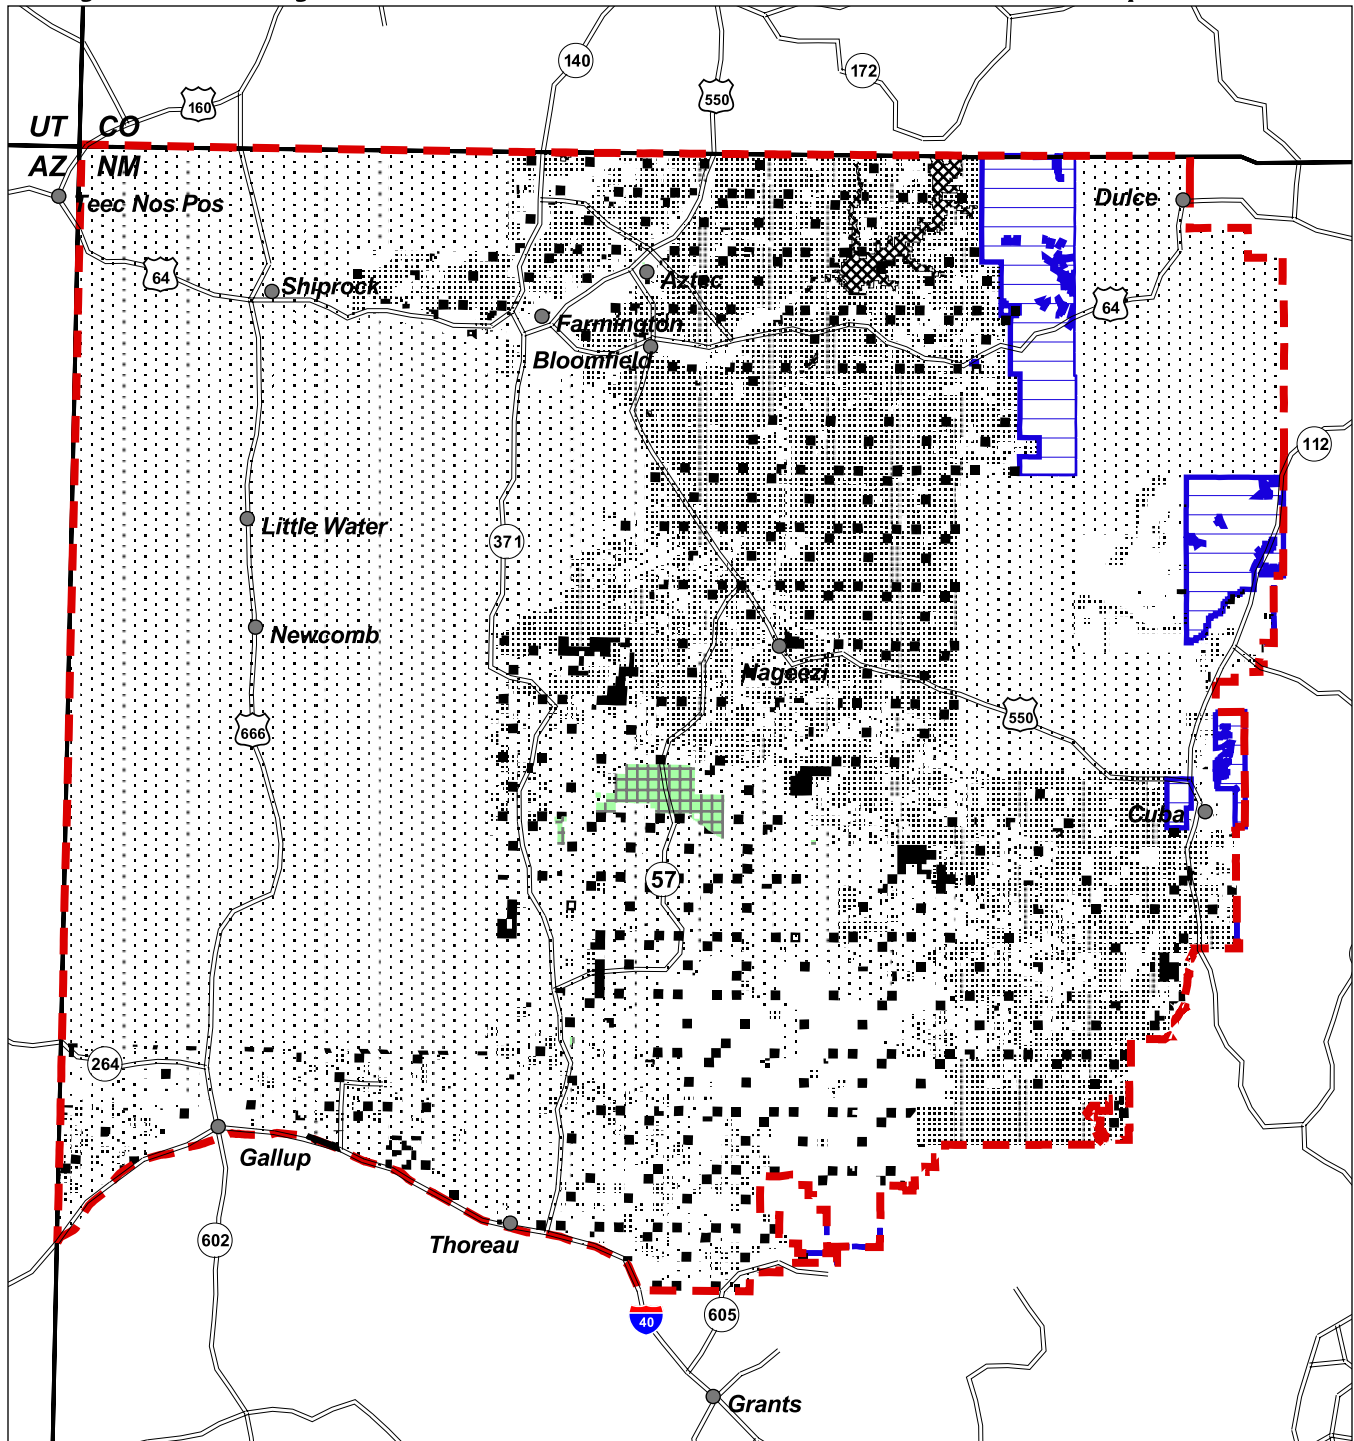 140
172
550
160
UT CO
AZ NM
Teec Nos Pos
Dulce
64
Shiprock
Aztec
64
Farmington
Bloomfield
112
Little Water
371
Newcomb
Nageezi
550
666
Cuba
57
264
Gallup
602
Thoreau
40
605
Grants